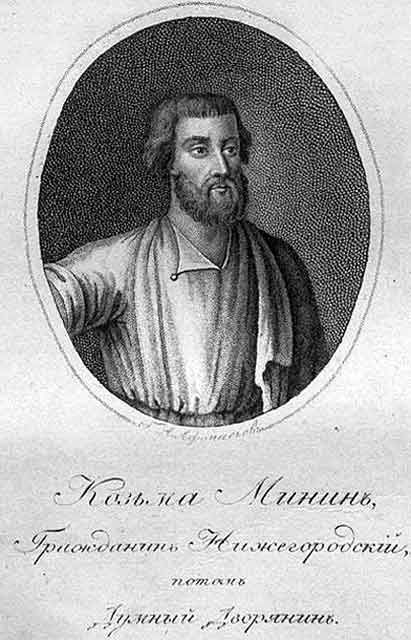 Козьма Мининъ,
Гражданинъ Нижегородскій,
потомъ
Думный Дворянинъ.